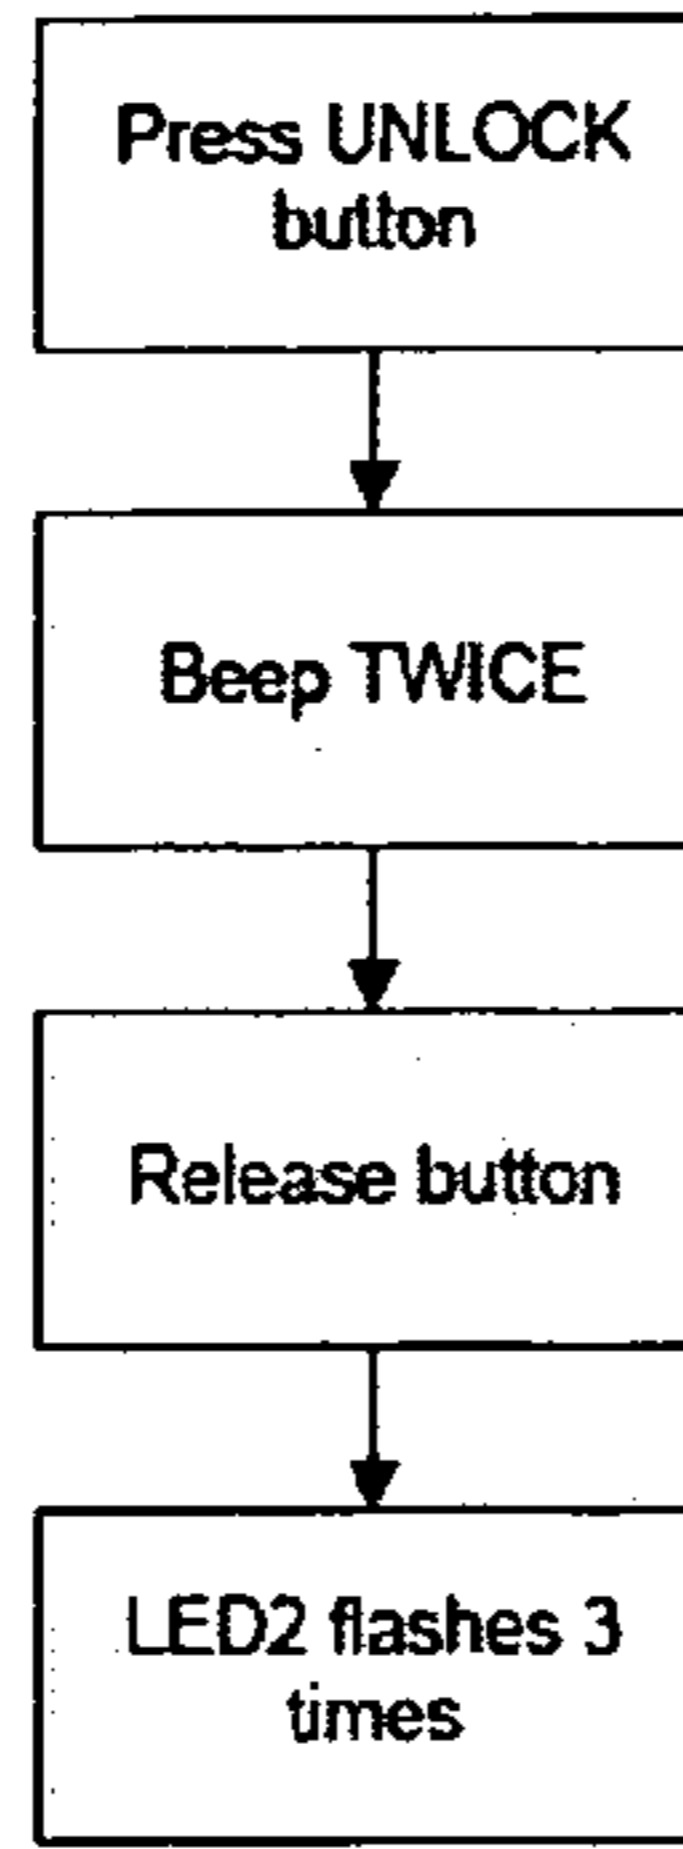 Press UNLOCK
button
Beep TWICE
Release button
LED2 flashes 3
times